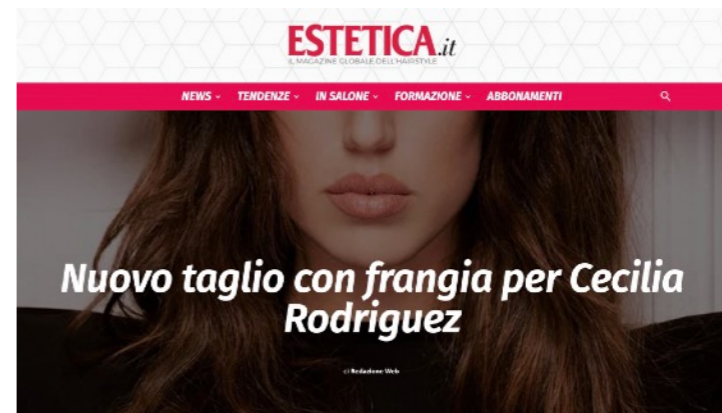 ESTETICA.it
IL MAGAZINE GLOBALE DELL'HAIRSTYLE
NEWS TENDENZE IN SALONE FORMAZIONE ABBONAMENTI
Nuovo taglio con frangia per Cecilia
Rodriguez
di Redazione Web